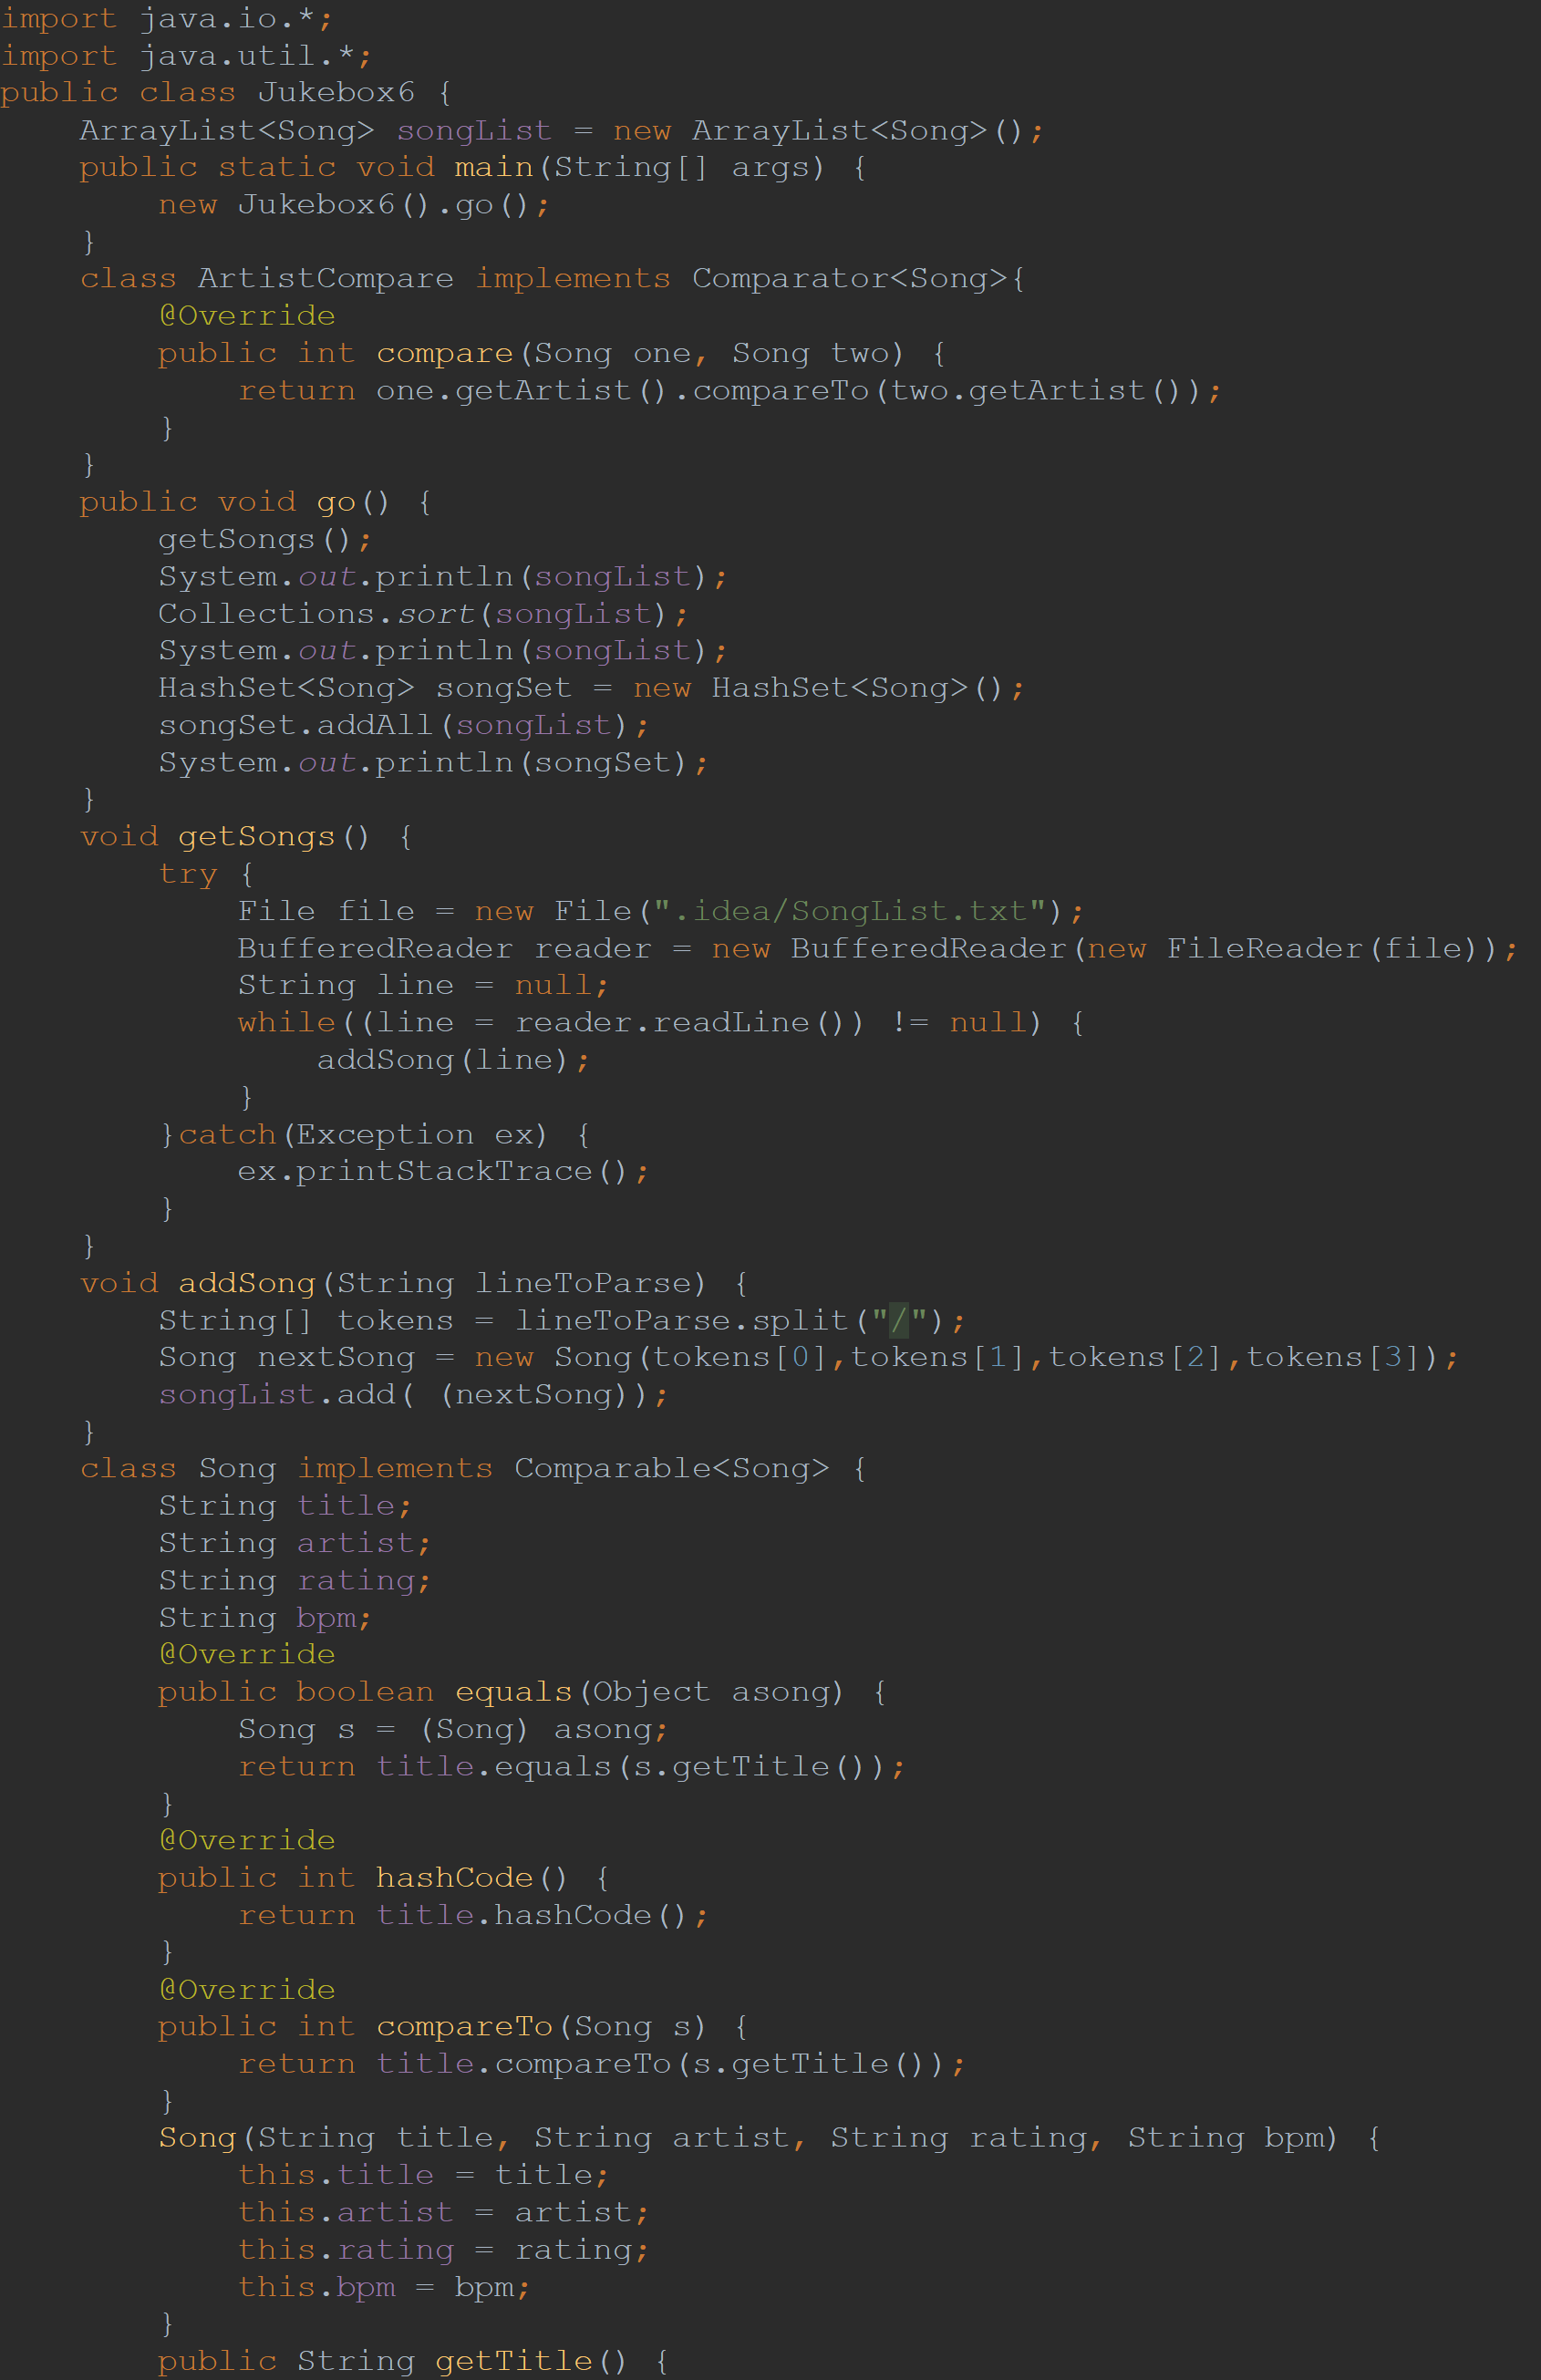 import java.io.*;
import java.util.*;
public class Jukebox6 {
    ArrayList<Song> songList = new ArrayList<Song>();
    public static void main(String[] args) {
        new Jukebox6().go();
    }
    class ArtistCompare implements Comparator<Song>{
        @Override
        public int compare(Song one, Song two) {
            return one.getArtist().compareTo(two.getArtist());
        }
    }
    public void go() {
        getSongs();
        System.out.println(songList);
        Collections.sort(songList);
        System.out.println(songList);
        HashSet<Song> songSet = new HashSet<Song>();
        songSet.addAll(songList);
        System.out.println(songSet);
    }
    void getSongs() {
        try {
            File file = new File(".idea/SongList.txt");
            BufferedReader reader = new BufferedReader(new FileReader(file));
            String line = null;
            while((line = reader.readLine()) != null) {
                addSong(line);
            }
        }catch(Exception ex) {
            ex.printStackTrace();
        }
    }
    void addSong(String lineToParse) {
        String[] tokens = lineToParse.split("/");
        Song nextSong = new Song(tokens[0],tokens[1],tokens[2],tokens[3]);
        songList.add( (nextSong));
    }
    class Song implements Comparable<Song> {
        String title;
        String artist;
        String rating;
        String bpm;
        @Override
        public boolean equals(Object asong) {
            Song s = (Song) asong;
            return title.equals(s.getTitle());
        }
        @Override
        public int hashCode() {
            return title.hashCode();
        }
        @Override
        public int compareTo(Song s) {
            return title.compareTo(s.getTitle());
        }
        Song(String title, String artist, String rating, String bpm) {
            this.title = title;
            this.artist = artist;
            this.rating = rating;
            this.bpm = bpm;
        }
        public String getTitle() {